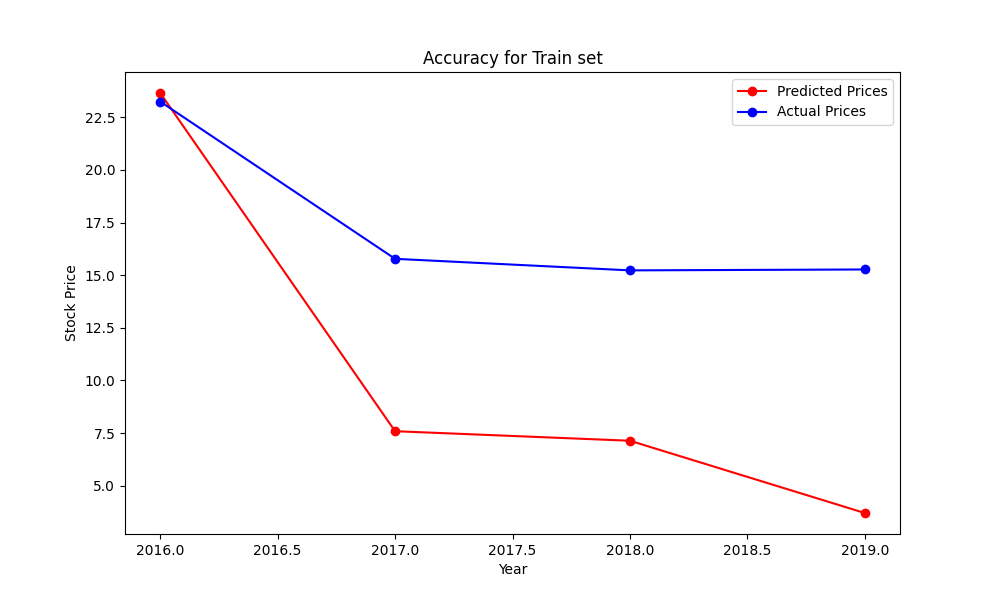 Accuracy for Train set
Predicted Prices
Actual Prices
22.5
20.0
17.5
15.0
12.5
10.0
7.5
5.0
Stock Price
2016.0 2016.5 2017.0 2017.5 2018.0 2018.5 2019.0
Year